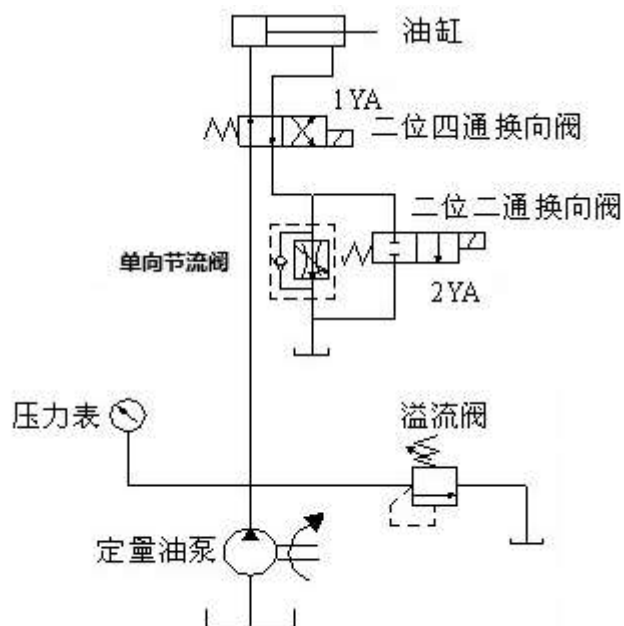 油缸
1YA
二位四通换向阀
二位二通换向阀
单向节流阀
2YA
压力表
溢流阀
定量油泵